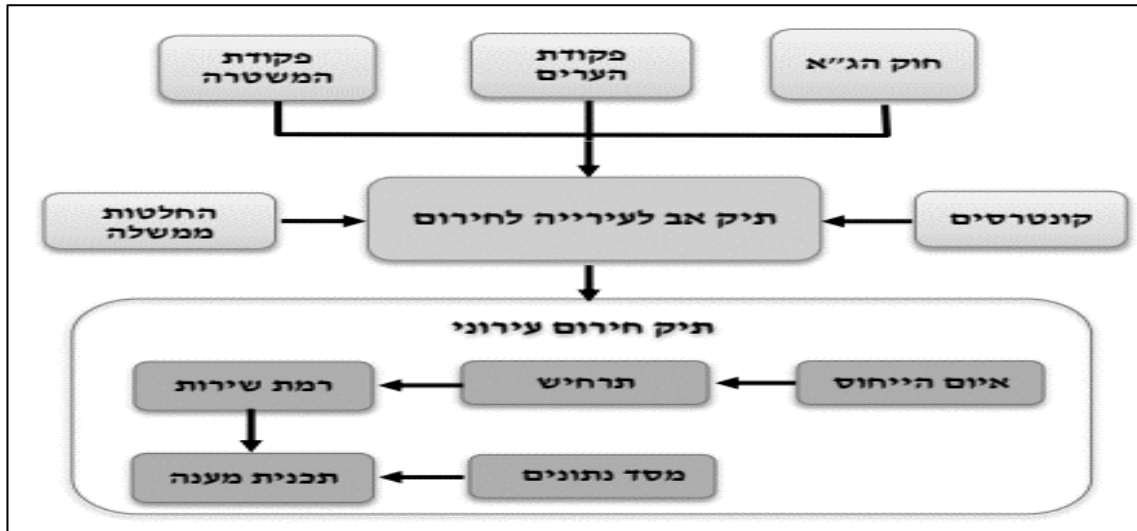 חוק הג״א
פקודת
הערים
פקודת
המשטרה
קונטרסים
תיק אב לעירייה לחירום
החלטות
ממשלה
תיק חירום עירוני
איום הייחוס
תרחיש
רמת שירות
מסד נתונים
תכנית מענה